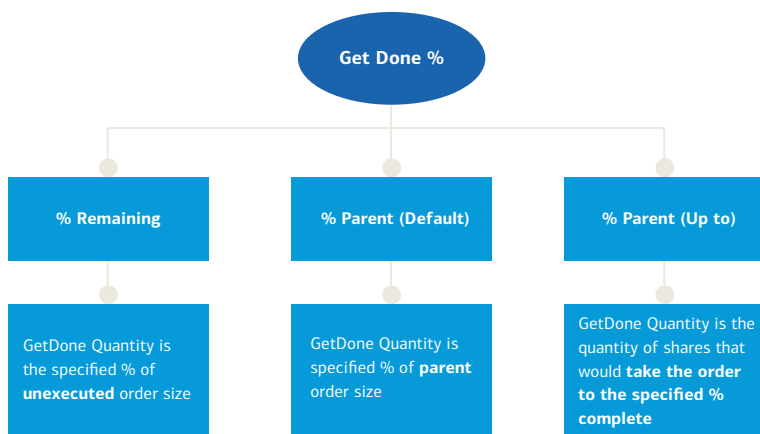 Get Done %
% Remaining
% Parent (Default)
% Parent (Up to)
GetDone Quantity is
the specified % of
unexecuted order size
GetDone Quantity is
specified % of parent
order size
GetDone Quantity is the
quantity of shares that
would take the order
to the specified %
complete